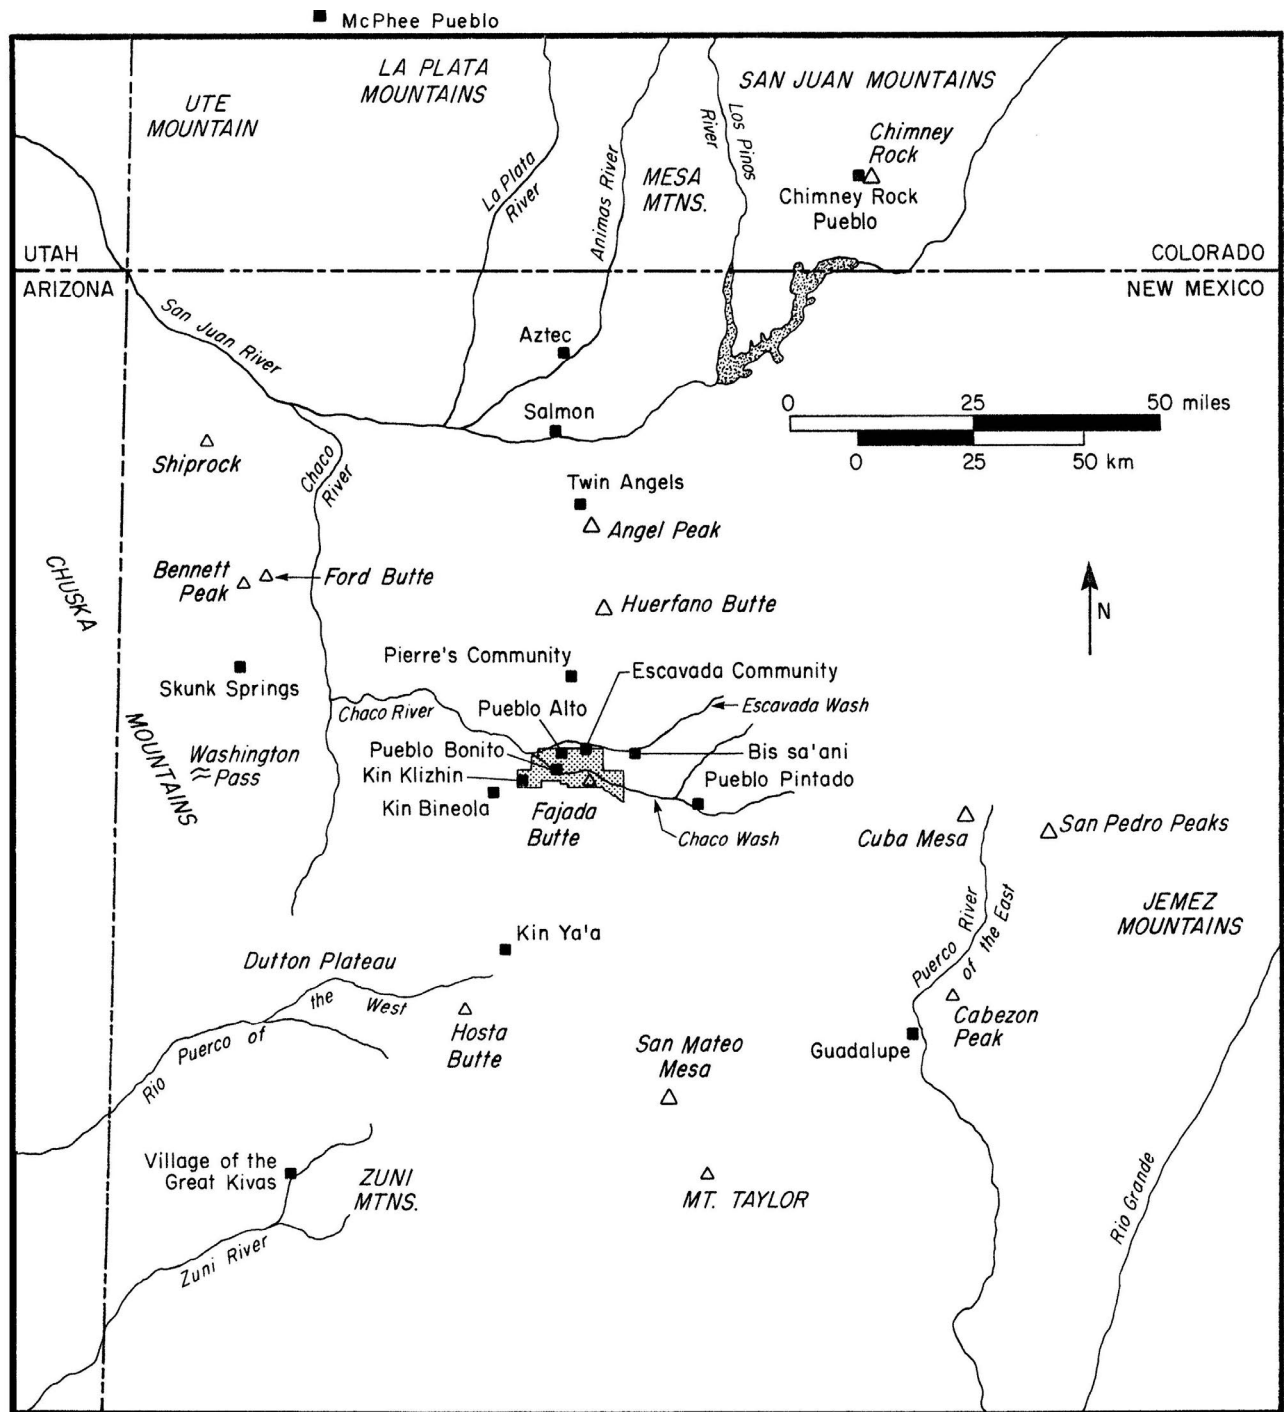 McPhee Pueblo
LA PLATA
MOUNTAINS
SAN JUAN MOUNTAINS
UTE
MOUNTAIN
Los Pinos
River
Chimney
Rock
La Plata
River
Animas River
MESA
MTNS.
Chimney Rock
Pueblo
UTAH
COLORADO
ARIZONA
NEW MEXICO
San Juan River
Aztec
Salmon
0 25 50 miles
0 25 50 km
Shiprock
Chaco
River
Twin Angels
Angel Peak
CHUSKA
MOUNTAINS
Bennett
Peak
Ford Butte
Huerfano Butte
N
Pierre's Community
Escavada Community
Skunk Springs
Chaco River
Pueblo Alto
Escavada Wash
Washington
Pass
Pueblo Bonito
Bis sa'ani
Kin Klizhin
Pueblo Pintado
Kin Bineola
Fajada
Butte
Chaco Wash
Cuba Mesa
San Pedro Peaks
JEMEZ
MOUNTAINS
Puerco River
of the East
Kin Ya'a
Dutton Plateau
Rio Puerco of the West
Hosta
Butte
Cabezon
Peak
Guadalupe
San Mateo
Mesa
Village of the
Great Kivas
ZUNI
MTNS.
MT. TAYLOR
Zuni River
Rio Grande